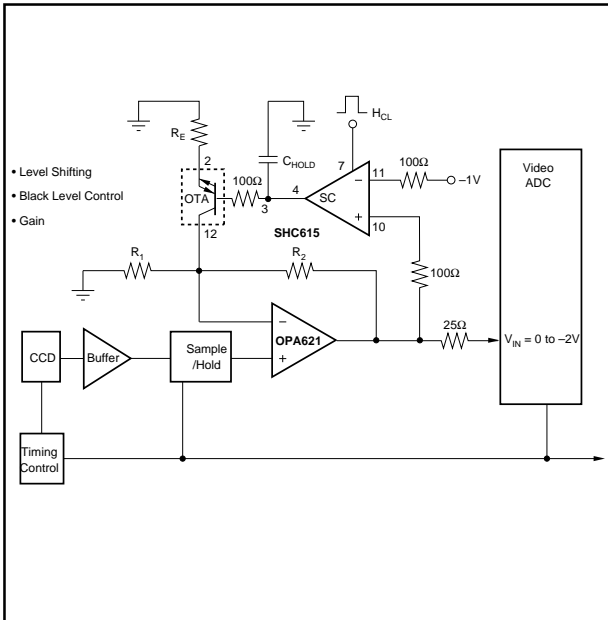 H_CL
R_E
C_HOLD
2
7
100Ω
• Level Shifting
11
–1V
Video
ADC
100Ω
–
• Black Level Control
OTA
4
SC
3
+
• Gain
SHC615
10
12
R_1
R_2
100Ω
–
25Ω
CCD
Buffer
Sample
/Hold
OPA621
V_IN = 0 to –2V
+
Timing
Control